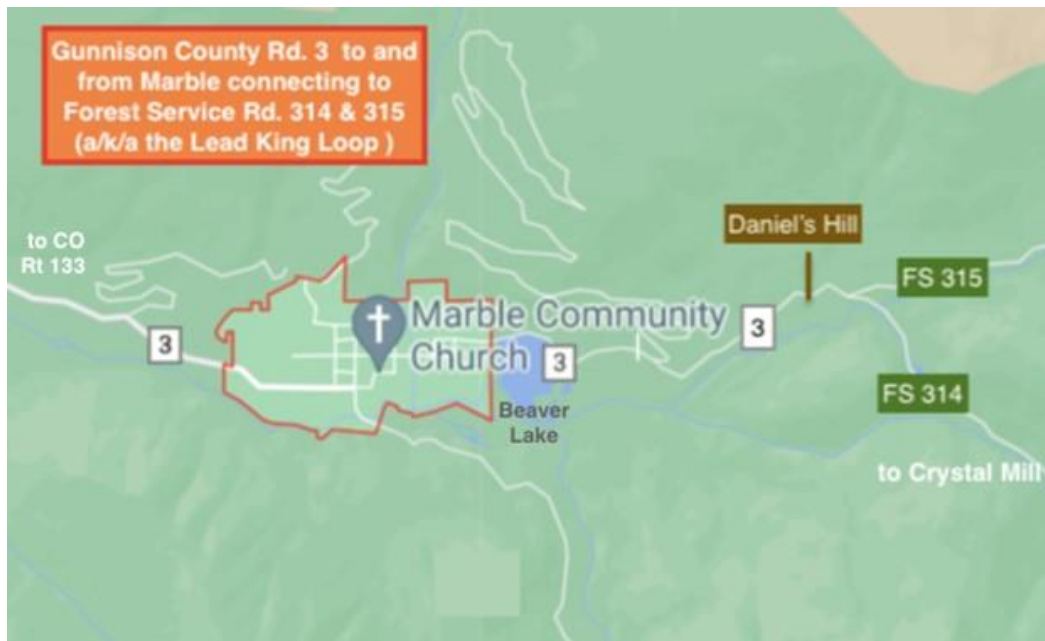 Gunnison County Rd. 3 to and
from Marble connecting to
Forest Service Rd. 314 & 315
(a/k/a the Lead King Loop )
Daniel's Hill
to CO
Rt 133
FS 315
Marble Community
Church
3
3
3
FS 314
Beaver
Lake
to Crystal Mill